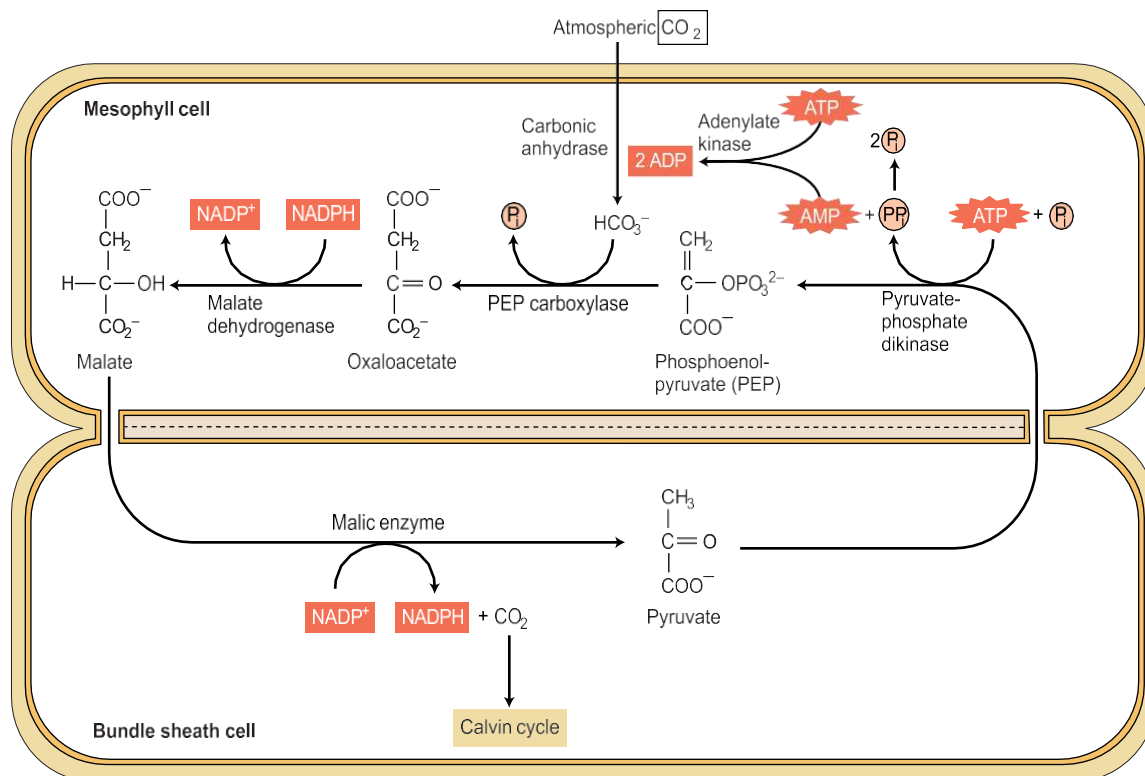 Atmospheric CO2
Mesophyll cell
Carbonic
anhydrase
Adenylate
kinase
ATP
2 ADP
2 Pi
AMP + PPi
ATP + Pi
COO−
CH2
H–C–OH
CO2−
Malate
NADP+
NADPH
Malate
dehydrogenase
COO−
CH2
C=O
CO2−
Oxaloacetate
Pi
HCO3−
PEP carboxylase
CH2
C–OPO3 2−
COO−
Phosphoenol-
pyruvate (PEP)
Pyruvate-
phosphate
dikinase
Malic enzyme
NADP+
NADPH + CO2
CH3
C=O
COO−
Pyruvate
Calvin cycle
Bundle sheath cell